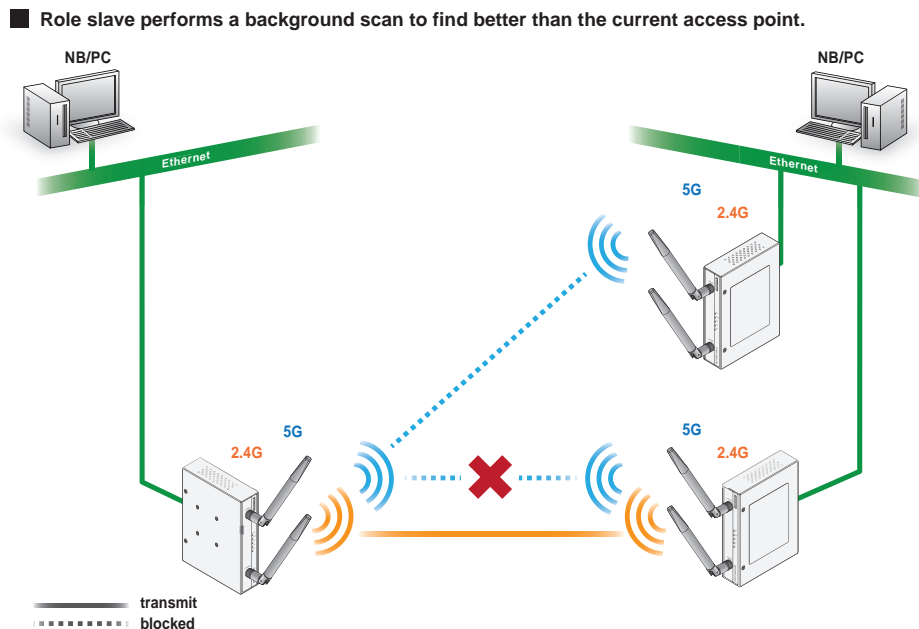 Role slave performs a background scan to find better than the current access point.
NB/PC
NB/PC
Ethernet
Ethernet
5G
2.4G
5G
2.4G
5G
2.4G
transmit
blocked